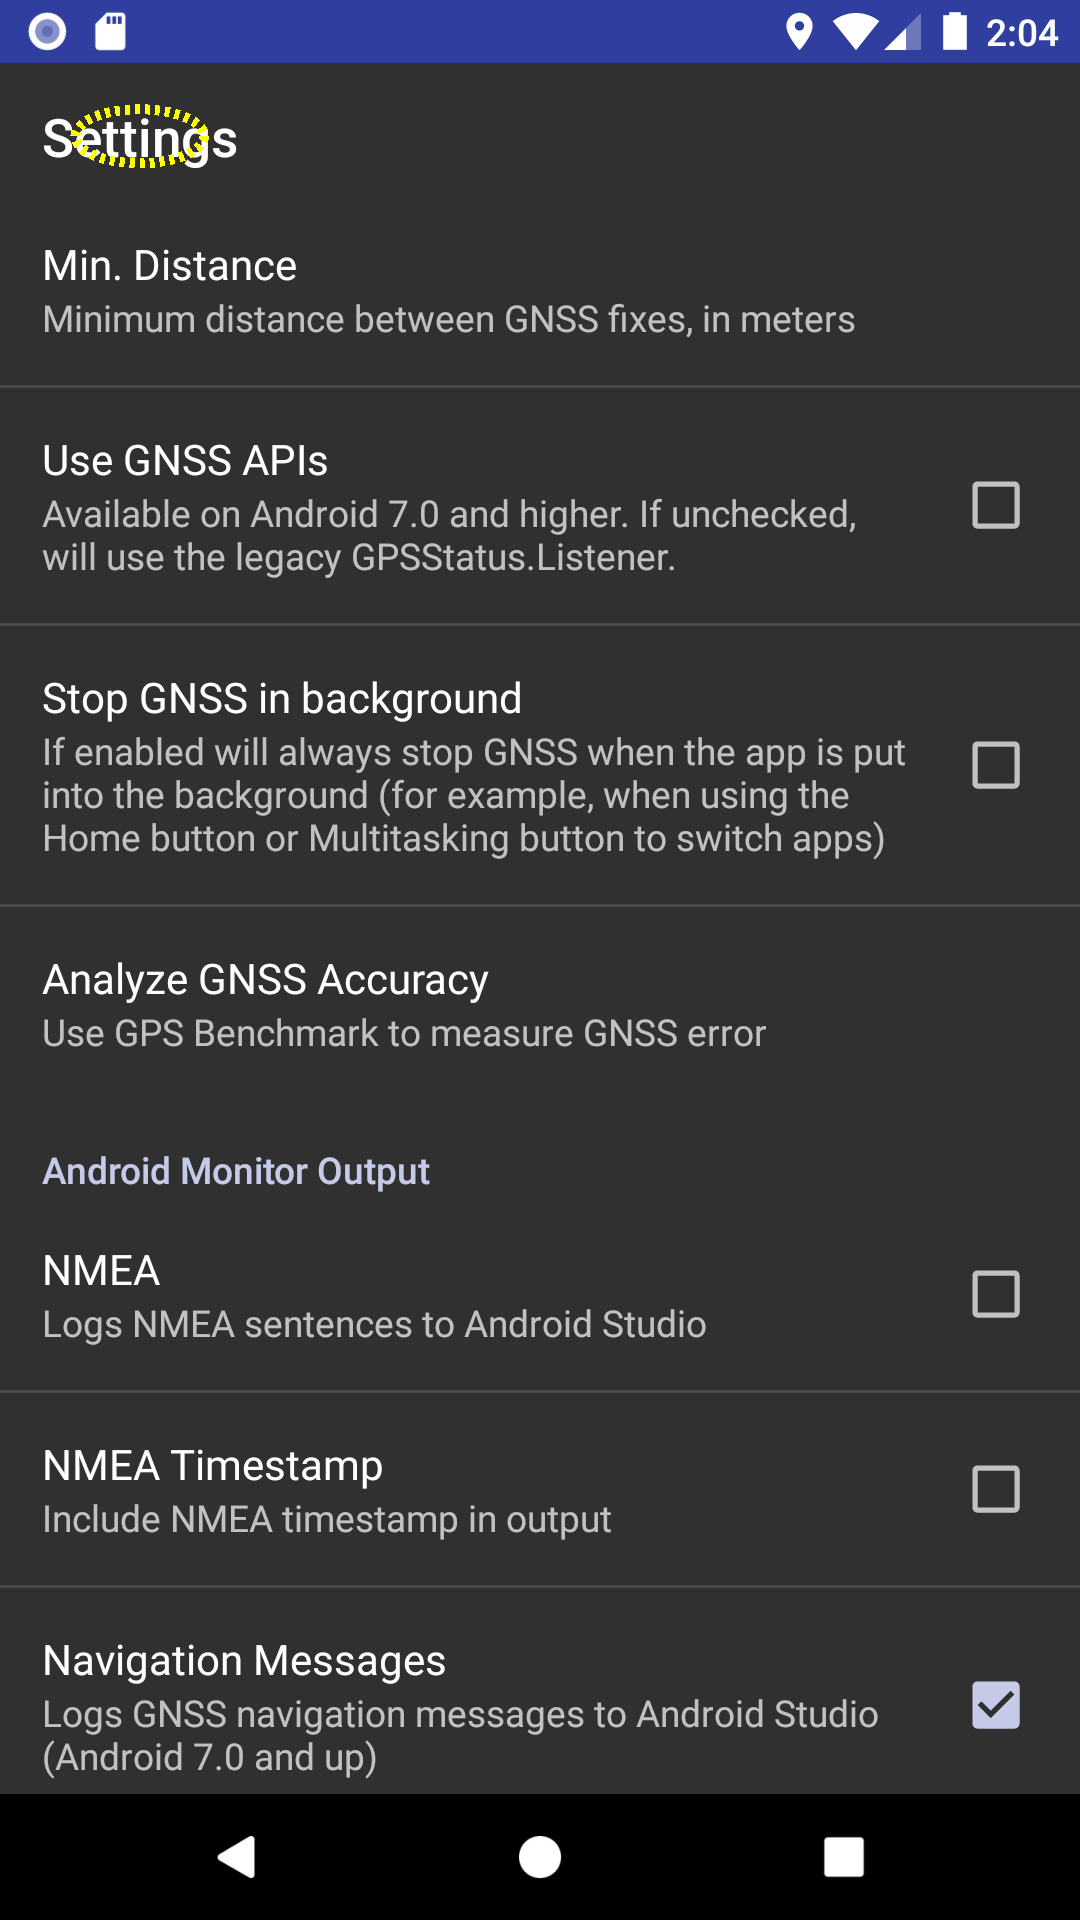 2:04
Settings
Min. Distance
Minimum distance between GNSS fixes, in meters
Use GNSS APIs
Available on Android 7.0 and higher. If unchecked,
will use the legacy GPSStatus.Listener.
Stop GNSS in background
If enabled will always stop GNSS when the app is put
into the background (for example, when using the
Home button or Multitasking button to switch apps)
Analyze GNSS Accuracy
Use GPS Benchmark to measure GNSS error
Android Monitor Output
NMEA
Logs NMEA sentences to Android Studio
NMEA Timestamp
Include NMEA timestamp in output
Navigation Messages
Logs GNSS navigation messages to Android Studio
(Android 7.0 and up)